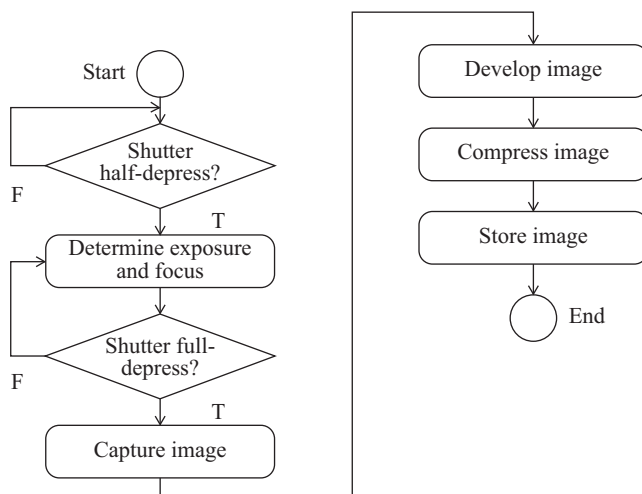 Start
Shutter
half-depress?
F
T
Determine exposure
and focus
Shutter full-
depress?
F
T
Capture image
Develop image
Compress image
Store image
End